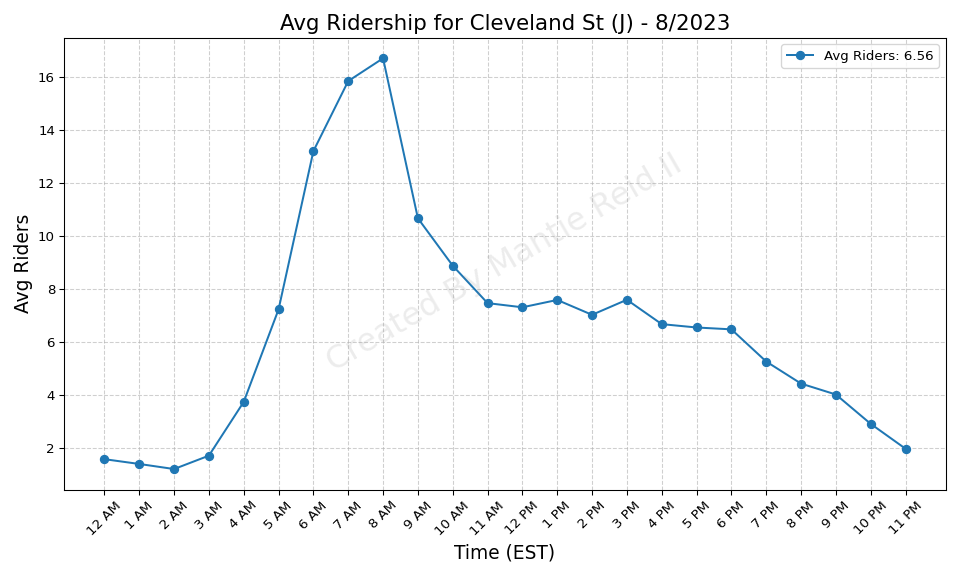 Avg Ridership for Cleveland St (J) - 8/2023
Avg Riders: 6.56
Avg Riders
16
14
12
10
8
6
4
2
Created By Mantie Reid II
12 AM
1 AM
2 AM
3 AM
4 AM
5 AM
6 AM
7 AM
8 AM
9 AM
10 AM
11 AM
12 PM
1 PM
2 PM
3 PM
4 PM
5 PM
6 PM
7 PM
8 PM
9 PM
10 PM
11 PM
Time (EST)